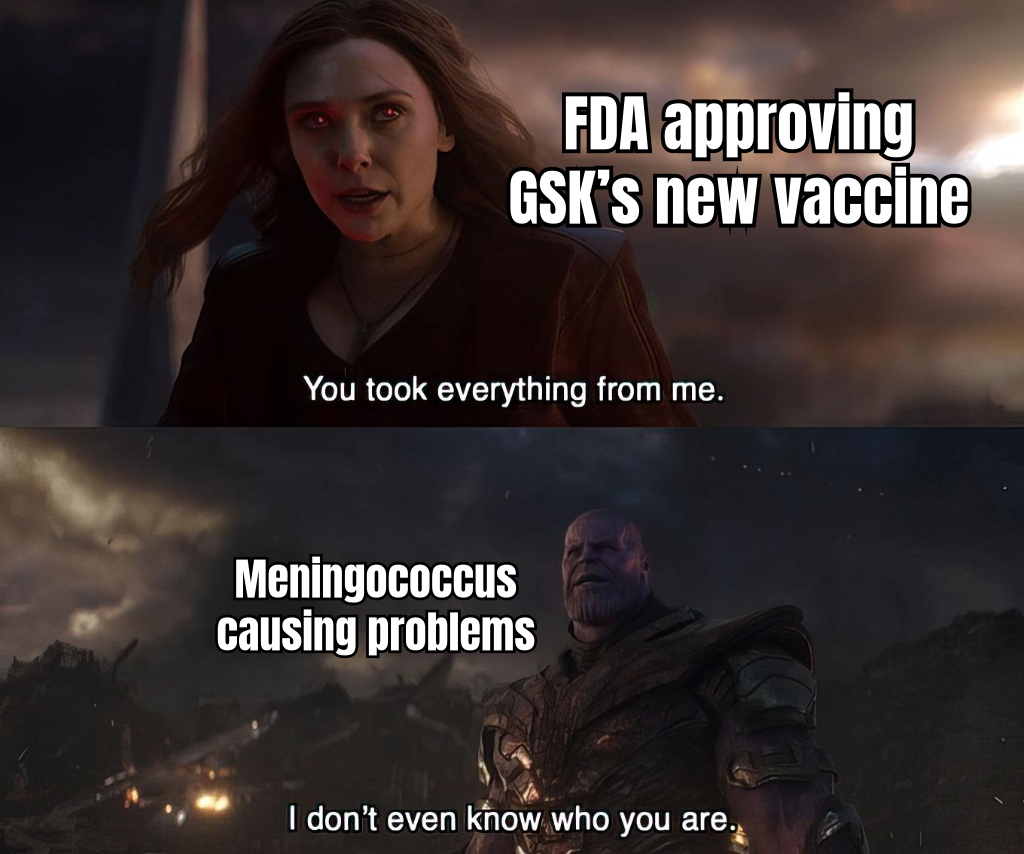 FDA approving
GSK’s new vaccine
You took everything from me.
Meningococcus
causing problems
I don’t even know who you are.